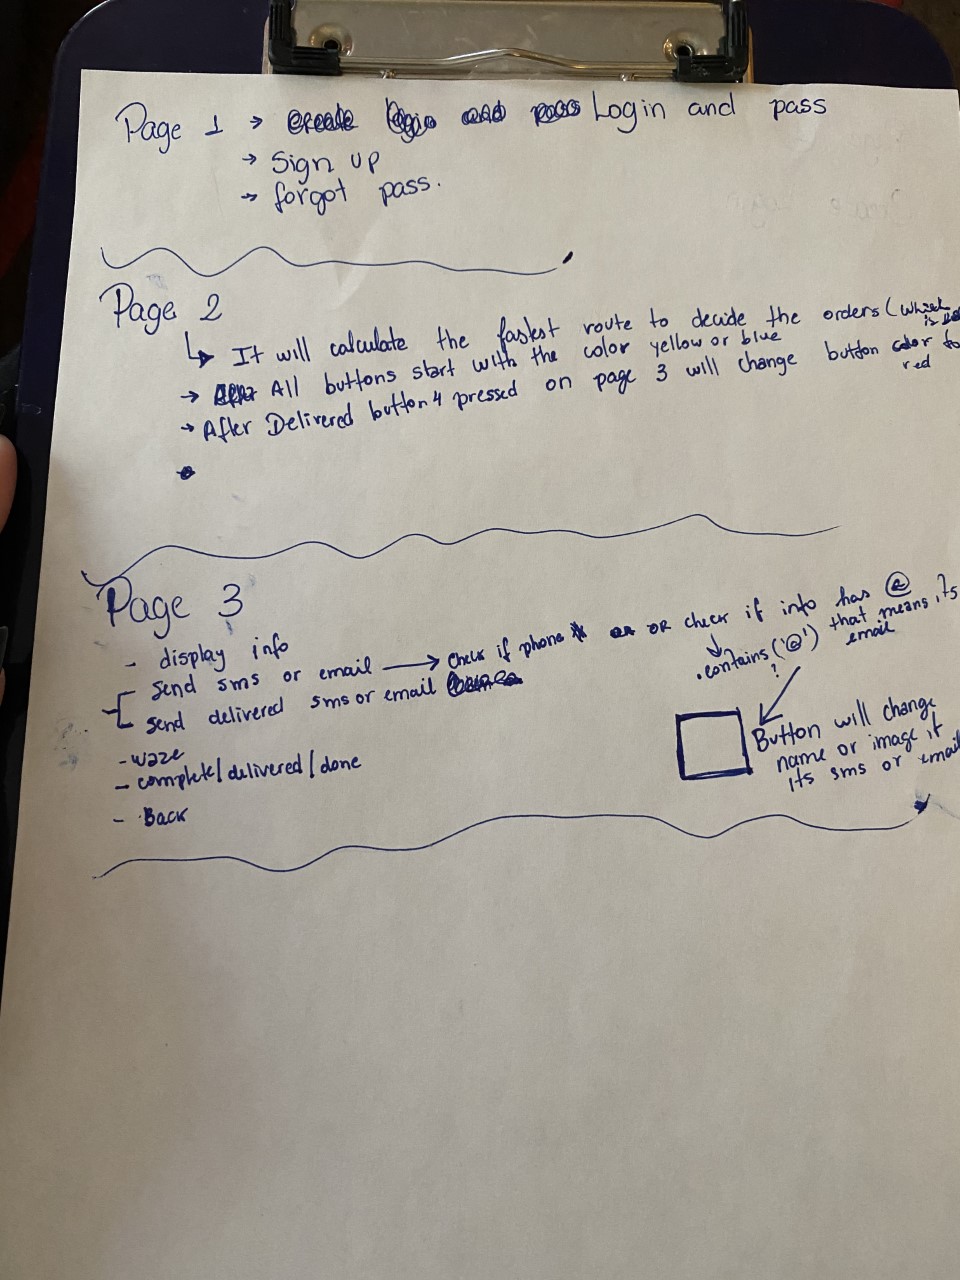 Page 1 → Login and pass
→ Sign up
→ forgot pass.
Page 2
It will calculate the fastest route to decide the orders (which is
→ All buttons start with the color yellow or blue
→ After Delivered button 4 pressed on page 3 will change button color to red
Page 3
- display info
Send sms or email → Check if phone # OR check if info has @
.contains('@') that means its email
?
Send delivered sms or email
- waze
- complete/delivered/done
- Back
Button will change
name or image if
its sms or email